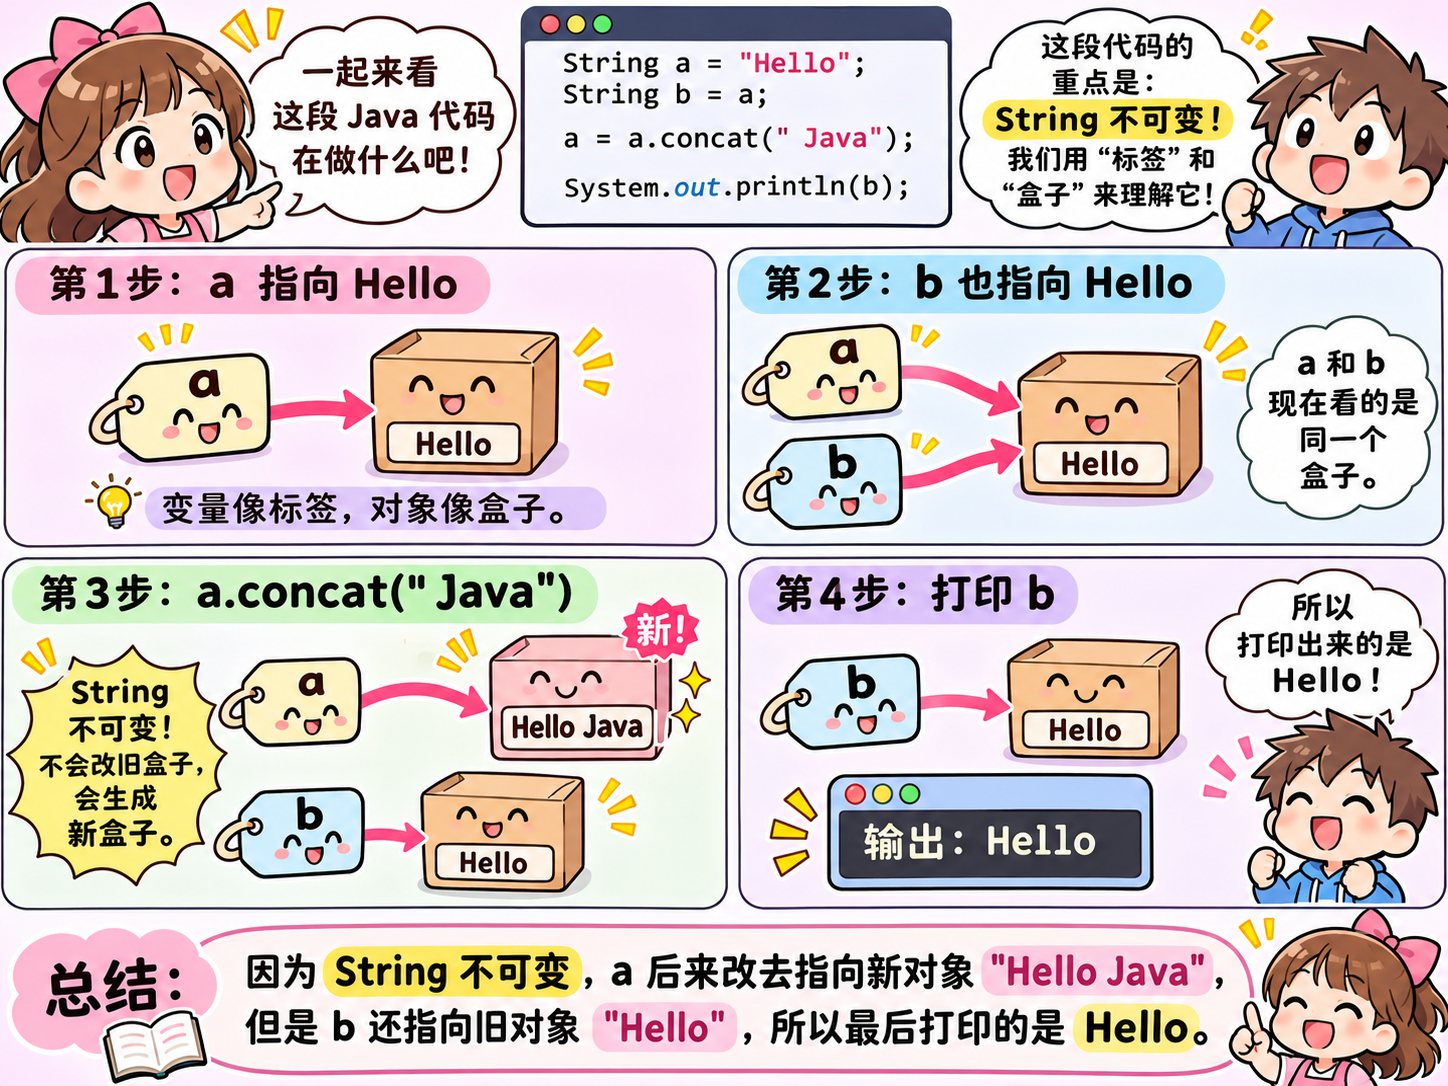 一起来看
这段 Java 代码
在做什么吧！
String a = "Hello";
String b = a;
a = a.concat(" Java");
System.out.println(b);
这段代码的
重点是：
String 不可变！
我们用 “标签” 和
“盒子” 来理解它！
第1步：a 指向 Hello
a
Hello
变量像标签，对象像盒子。
第2步：b 也指向 Hello
a
b
Hello
a 和 b
现在看的是
同一个
盒子。
第3步：a.concat(" Java")
String
不可变！
不会改旧盒子，
会生成
新盒子。
a
新！
Hello Java
b
Hello
第4步：打印 b
b
Hello
所以
打印出来的是
Hello！
输出：Hello
总结：
因为 String 不可变，a 后来改去指向新对象 "Hello Java"，
但是 b 还指向旧对象 "Hello"，所以最后打印的是 Hello。